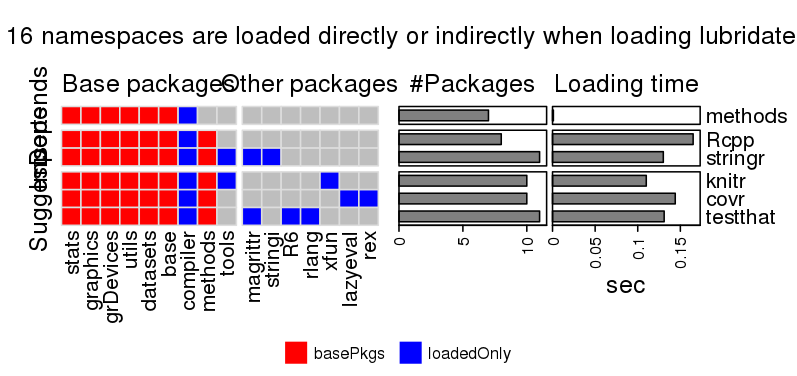 16 namespaces are loaded directly or indirectly when loading lubridate
Base packages Other packages #Packages Loading time
Depends
Imports
Suggests
methods
Rcpp
stringr
knitr
covr
testthat
stats
graphics
grDevices
utils
datasets
base
compiler
methods
tools
magrittr
stringi
R6
rlang
xfun
lazyeval
rex
0 5 10
0 0.05 0.1 0.15
sec
basePkgs loadedOnly